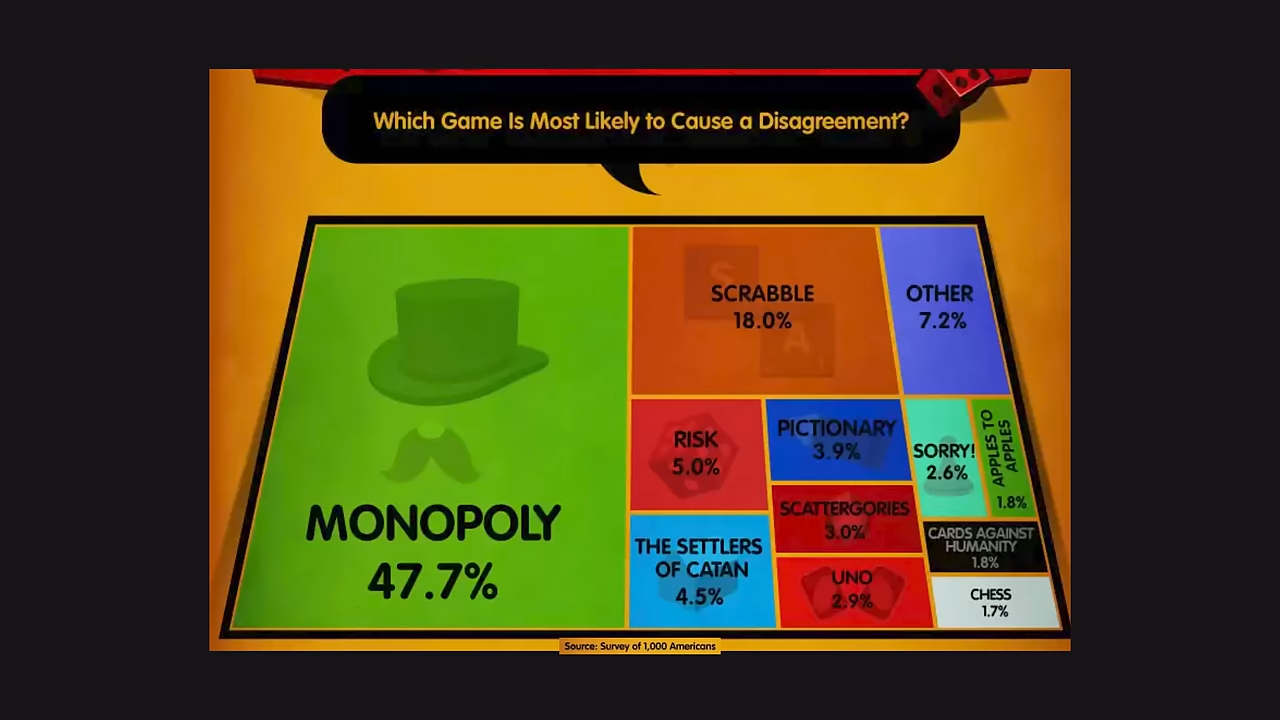 Which Game Is Most Likely to Cause a Disagreement?
MONOPOLY
47.7%
S
A
SCRABBLE
18.0%
OTHER
7.2%
RISK
5.0%
PICTIONARY
3.9%
SORRY!
2.6%
APPLES TO
APPLES
1.8%
THE SETTLERS
OF CATAN
4.5%
SCATTERGORIES
3.0%
CARDS AGAINST
HUMANITY
1.8%
UNO
2.9%
CHESS
1.7%
Source: Survey of 1,000 Americans